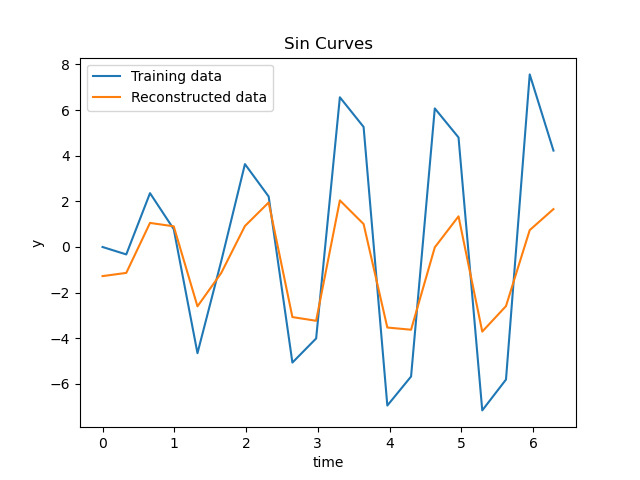 Sin Curves
Training data
Reconstructed data
8
6
4
2
0
−2
−4
−6
y
0 1 2 3 4 5 6
time